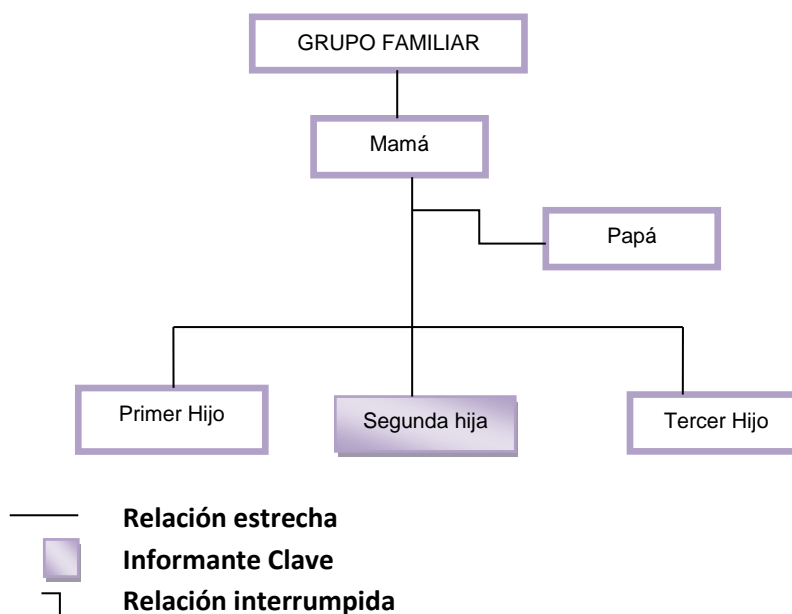 GRUPO FAMILIAR
Mamá
Papá
Primer Hijo
Segunda hija
Tercer Hijo
Relación estrecha
Informante Clave
Relación interrumpida